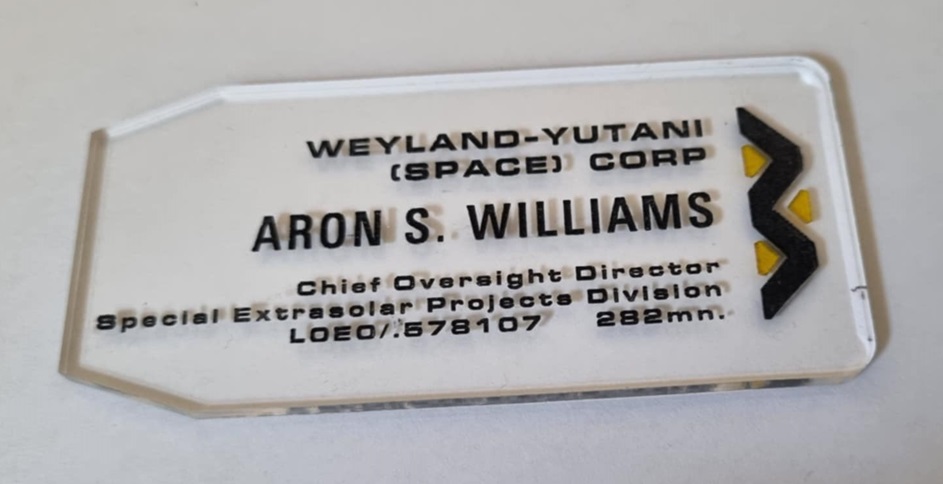 WEYLAND-YUTANI
(SPACE) CORP
ARON S. WILLIAMS
Chief Oversight Director
Special Extrasolar Projects Division
LOEO/.578107 282mn.